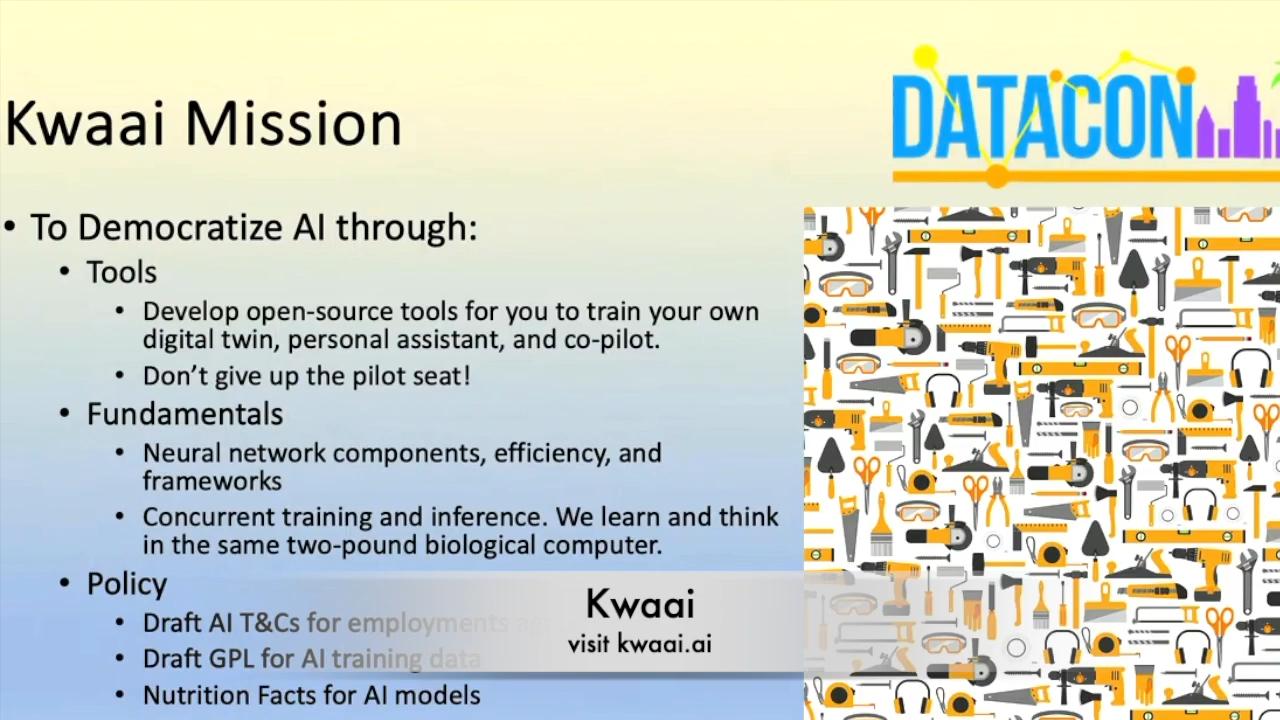 DATACON
Kwaai Mission
• To Democratize AI through:
• Tools
• Develop open-source tools for you to train your own
digital twin, personal assistant, and co-pilot.
• Don’t give up the pilot seat!
• Fundamentals
• Neural network components, efficiency, and
frameworks
• Concurrent training and inference. We learn and think
in the same two-pound biological computer.
• Policy
• Draft AI T&Cs for employments
• Draft GPL for AI training data
• Nutrition Facts for AI models
Kwaai
visit kwaai.ai